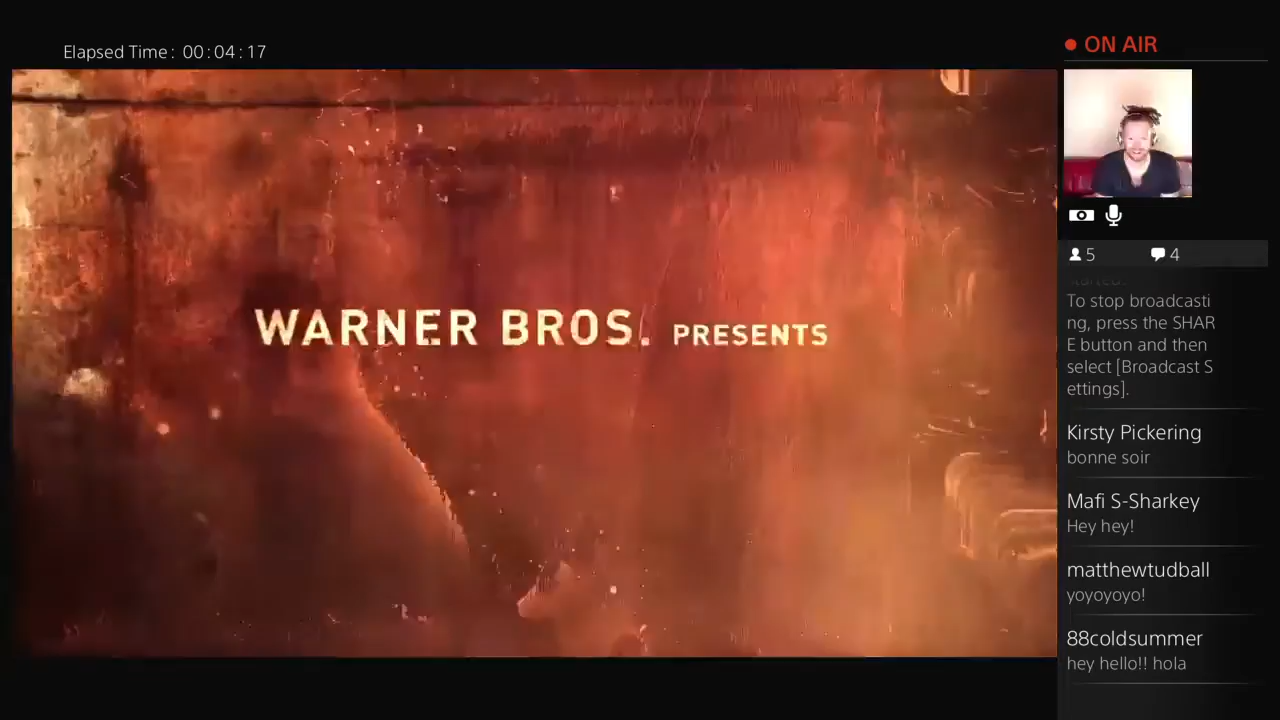 Elapsed Time: 00:04:17
ON AIR
WARNER BROS. PRESENTS
5
4
To stop broadcasti
ng, press the SHAR
E button and then
select [Broadcast S
ettings].
Kirsty Pickering
bonne soir
Mafi S-Sharkey
Hey hey!
matthewtudball
yoyoyoyo!
88coldsummer
hey hello!! hola